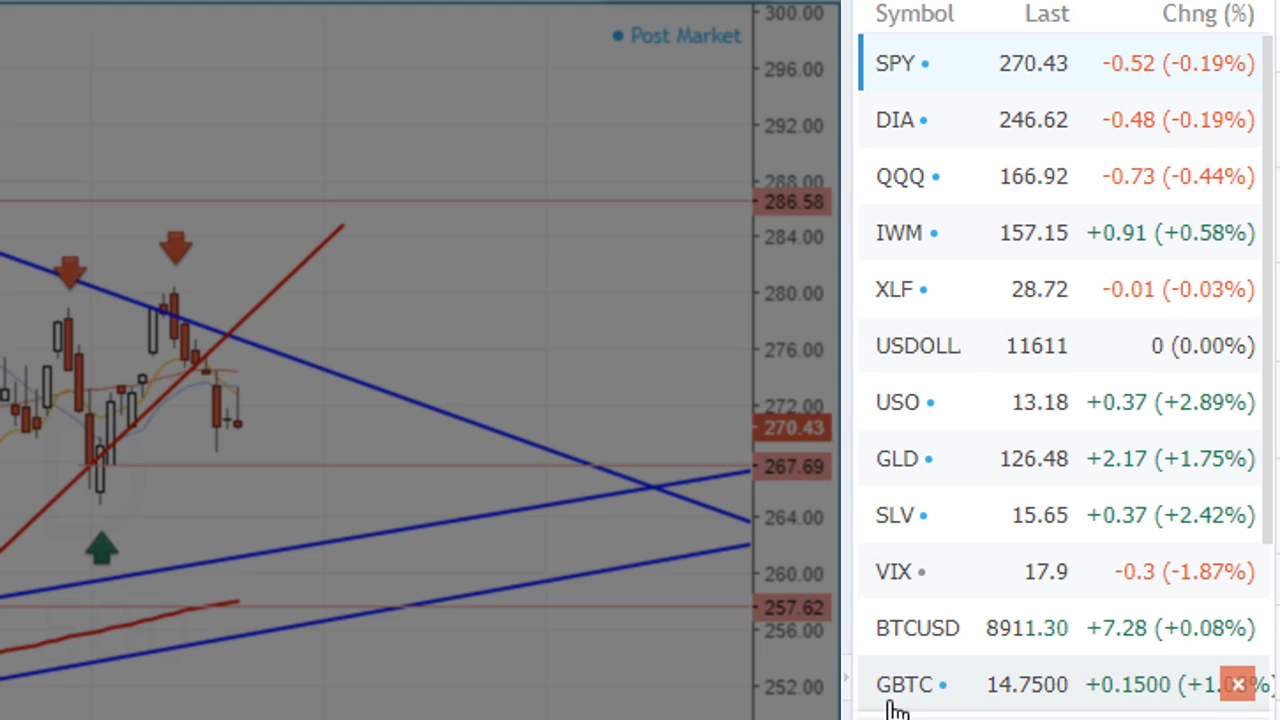 300.00
Post Market
296.00
292.00
288.00
286.58
284.00
280.00
276.00
272.00
270.43
267.69
264.00
260.00
257.62
256.00
252.00
Symbol Last Chng (%)
SPY 270.43 -0.52 (-0.19%)
DIA 246.62 -0.48 (-0.19%)
QQQ 166.92 -0.73 (-0.44%)
IWM 157.15 +0.91 (+0.58%)
XLF 28.72 -0.01 (-0.03%)
USDOLL 11611 0 (0.00%)
USO 13.18 +0.37 (+2.89%)
GLD 126.48 +2.17 (+1.75%)
SLV 15.65 +0.37 (+2.42%)
VIX 17.9 -0.3 (-1.87%)
BTCUSD 8911.30 +7.28 (+0.08%)
GBTC 14.7500 +0.1500